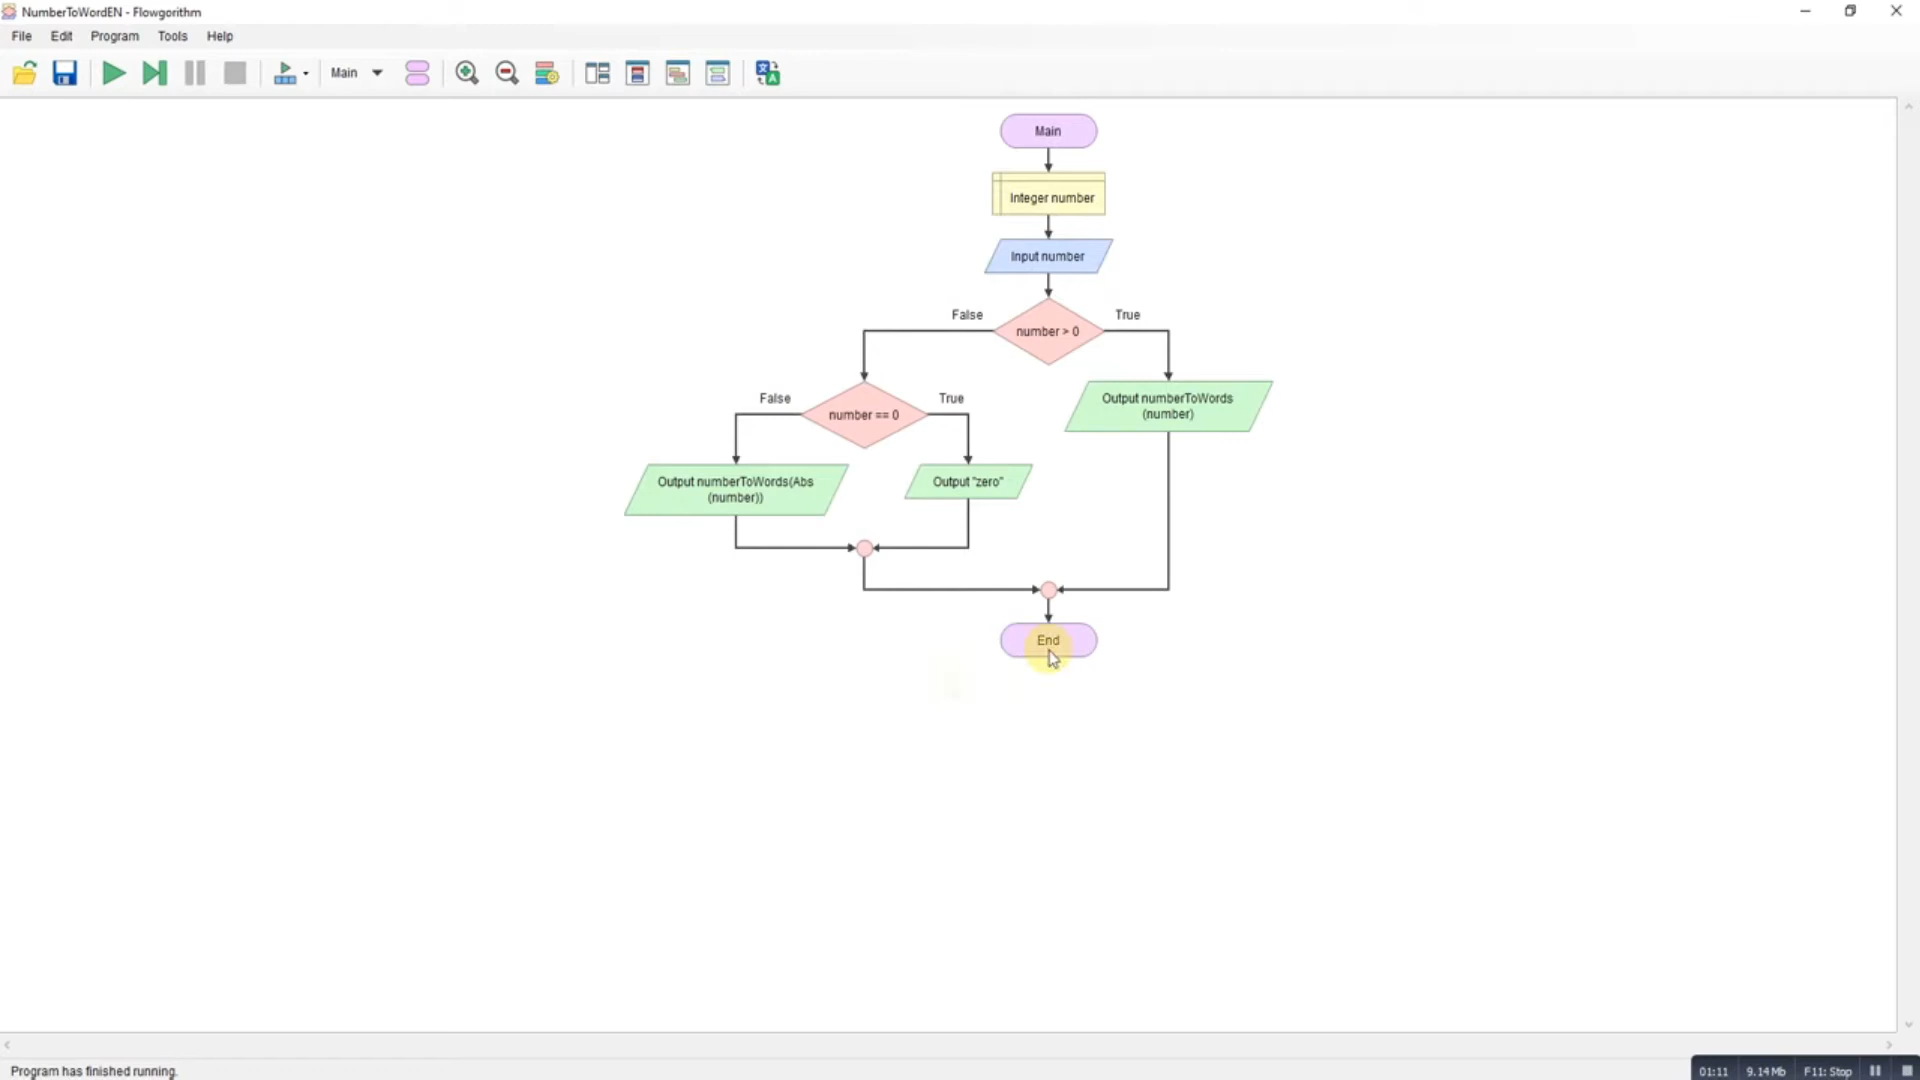 NumberToWordEN - Flowgorithm
File Edit Program Tools Help
Main
Main
Integer number
Input number
False
True
number > 0
False
True
number == 0
Output numberToWords
(number)
Output numberToWords(Abs
(number))
Output "zero"
End
Program has finished running.
01:11 9.14 Mb F11: Stop